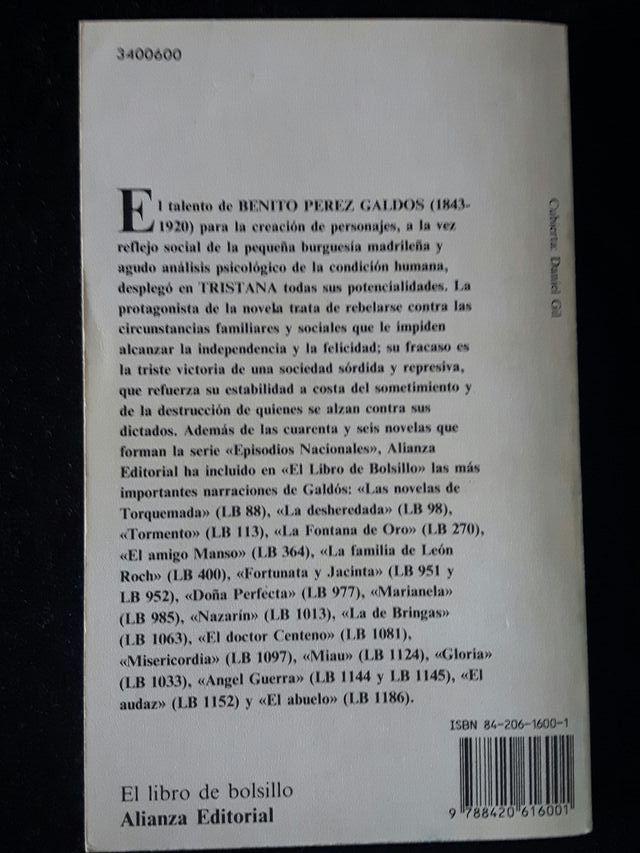 3400600
El talento de BENITO PEREZ GALDOS (1843-
1920) para la creación de personajes, a la vez
reflejo social de la pequeña burguesía madrileña y
agudo análisis psicológico de la condición humana,
desplegó en TRISTANA todas sus potencialidades. La
protagonista de la novela trata de rebelarse contra las
circunstancias familiares y sociales que le impiden
alcanzar la independencia y la felicidad; su fracaso es
la triste victoria de una sociedad sórdida y represiva,
que refuerza su estabilidad a costa del sometimiento y
de la destrucción de quienes se alzan contra sus
dictados. Además de las cuarenta y seis novelas que
forman la serie «Episodios Nacionales», Alianza
Editorial ha incluido en «El Libro de Bolsillo» las más
importantes narraciones de Galdós: «Las novelas de
Torquemada» (LB 88), «La desheredada» (LB 98),
«Tormento» (LB 113), «La Fontana de Oro» (LB 270),
«El amigo Manso» (LB 364), «La familia de León
Roch» (LB 400), «Fortunata y Jacinta» (LB 951 y
LB 952), «Doña Perfecta» (LB 977), «Marianela»
(LB 985), «Nazarín» (LB 1013), «La de Bringas»
(LB 1063), «El doctor Centeno» (LB 1081),
«Misericordia» (LB 1097), «Miau» (LB 1124), «Gloria»
(LB 1033), «Angel Guerra» (LB 1144 y LB 1145), «El
audaz» (LB 1152) y «El abuelo» (LB 1186).
Cubierta: Daniel Gil
ISBN 84-206-1600-1
9 788420 616001
El libro de bolsillo
Alianza Editorial